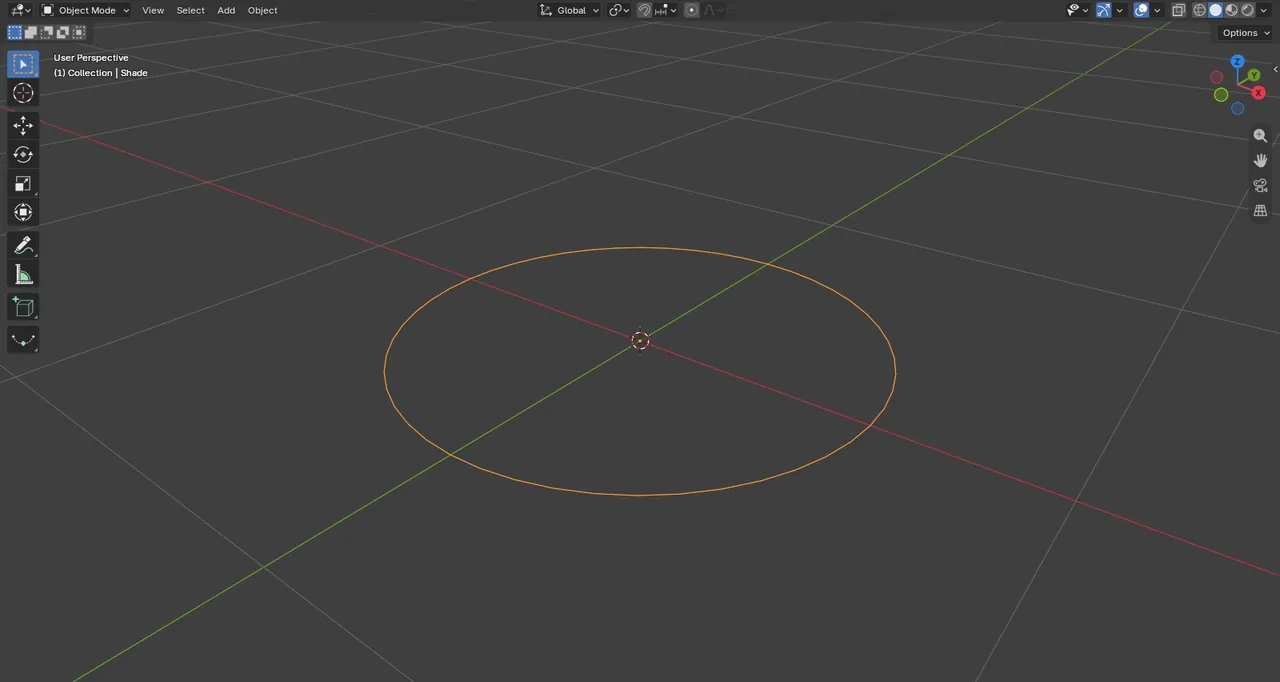 Object Mode View Select Add Object Global
Options
User Perspective
(1) Collection | Shade
Z
Y
X